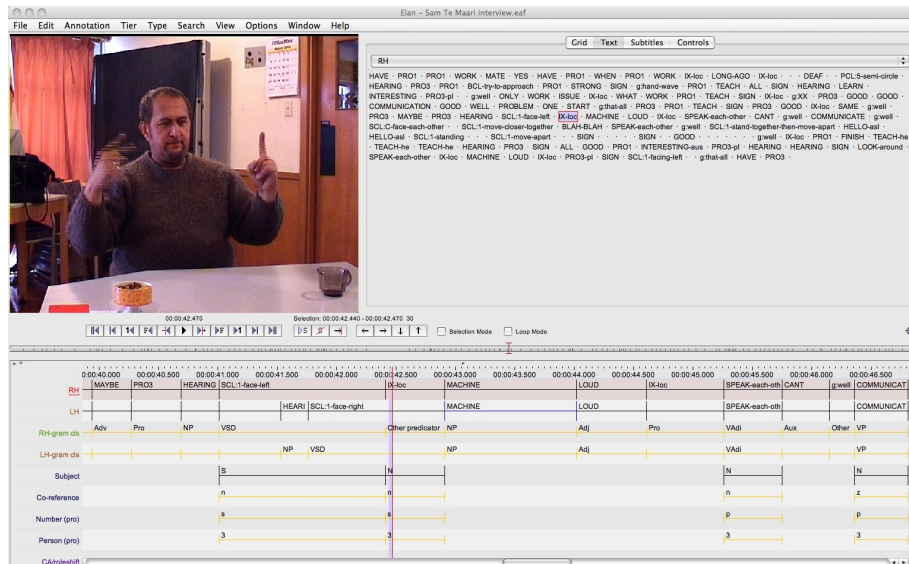 Elan - Sam Te Maari interview.eaf
File Edit Annotation Tier Type Search View Options Window Help
OfficeMax
Grid Text Subtitles Controls
RH
HAVE · PRO1 · PRO1 · WORK · MATE · YES · HAVE · PRO1 · WHEN · PRO1 · WORK · IX-loc · LONG-AGO · IX-loc · · · DEAF · · PCL:5-semi-circle ·
HEARING · PRO3 · PRO1 · BCL-try-to-approach · PRO1 · STRONG · SIGN · g:hand-wave · PRO1 · TEACH · ALL · SIGN · HEARING · LEARN ·
INTERESTING · PRO3-pl · · g:well · ONLY · WORK · ISSUE · IX-loc · WHAT · WORK · PRO1 · TEACH · SIGN · IX-loc · g:XX · PRO3 · GOOD · GOOD ·
COMMUNICATION · GOOD · WELL · PROBLEM · ONE · START · g:that-all · PRO3 · PRO1 · TEACH · SIGN · PRO3 · GOOD · IX-loc · SAME · g:well ·
PRO3 · MAYBE · PRO3 · HEARING · SCL:1-face-left · IX-loc · MACHINE · LOUD · IX-loc · SPEAK-each-other · CANT · g:well · COMMUNICATE · g:well ·
SCL:C-face-each-other · · SCL:1-move-closer-together · BLAH-BLAH · SPEAK-each-other · g:well · SCL:1-stand-together-then-move-apart · HELLO-asl ·
HELLO-asl · SCL:1-standing · · · SCL:1-move-apart · · · SIGN · · · · · SIGN · GOOD · · · · · · g:well · IX-loc · PRO1 · FINISH · TEACH-he
· TEACH-he · TEACH-he · HEARING · PRO3 · SIGN · ALL · GOOD · PRO1 · INTERESTING-aus · PRO3-pl · HEARING · HEARING · SIGN · LOOK-around ·
SPEAK-each-other · IX-loc · MACHINE · LOUD · IX-loc · PRO3-pl · SIGN · SCL:1-facing-left · · g:that-all · HAVE · PRO3 ·
00:00:42.470 Selection: 00:00:42.440 - 00:00:42.470 30
Selection Mode Loop Mode
00:00:40.000 00:00:40.500 00:00:41.000 00:00:41.500 00:00:42.000 00:00:42.500 00:00:43.000 00:00:43.500 00:00:44.000 00:00:44.500 00:00:45.000 00:00:45.500 00:00:46.000 00:00:46.500
RH MAYBE PRO3 HEARING SCL:1-face-left IX-loc MACHINE LOUD IX-loc SPEAK-each-oth CANT g:well COMMUNICAT
LH HEARI SCL:1-face-right MACHINE LOUD SPEAK-each-oth COMMUNICAT
RH-gram cls Adv Pro NP VSD Other predicator NP Adj Pro VAdi Aux Other VP
LH-gram cls NP VSD NP Adj VAdi VP
Subject S N N N
Co-reference n n n z
Number (pro) s s p p
Person (pro) 3 3 3 3
CA/roleshift